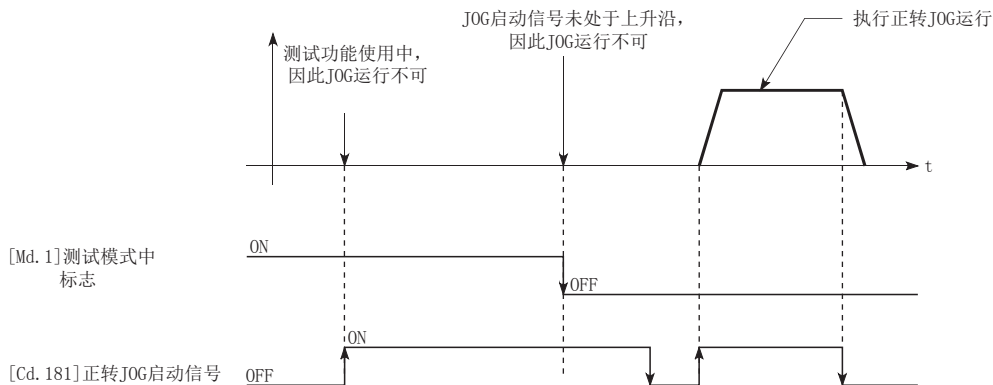 JOG启动信号未处于上升沿，
因此JOG运行不可
执行正转JOG运行
测试功能使用中，
因此JOG运行不可
t
[Md.1]测试模式中
标志
ON
OFF
[Cd.181]正转JOG启动信号
OFF
ON